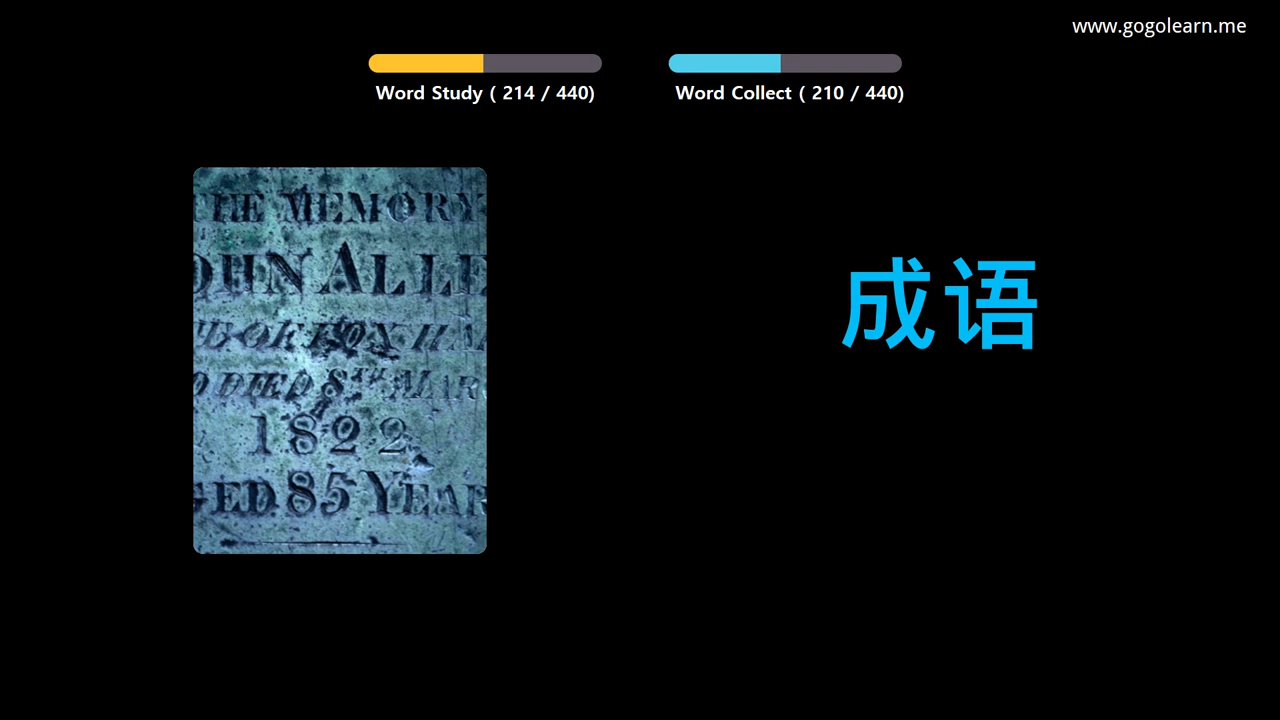 www.gogolearn.me
Word Study ( 214 / 440)
Word Collect ( 210 / 440)
THE MEMORY
OHN ALLE
DIED 8TH MAR
1822
GED 85 YEAR
成语